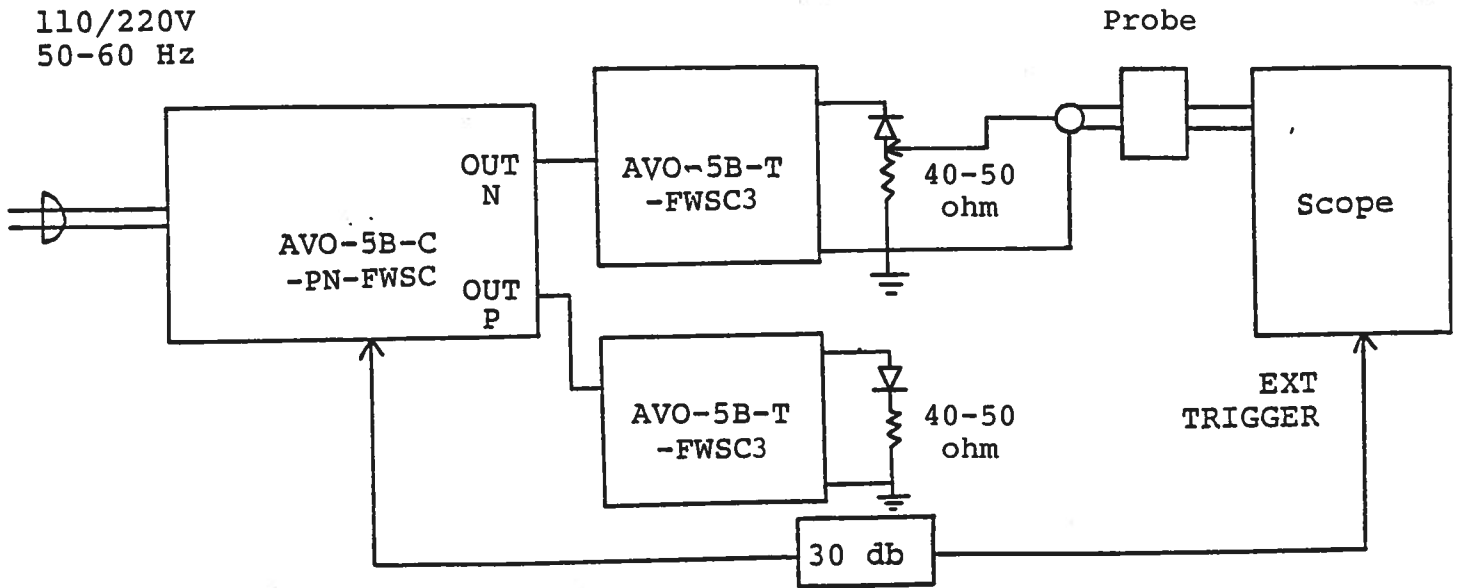 110/220V
50-60 Hz
Probe
OUT
N
AVO-5B-T
-FWSC3
40-50
ohm
Scope
AVO-5B-C
-PN-FWSC
OUT
P
AVO-5B-T
-FWSC3
40-50
ohm
EXT
TRIGGER
30 db